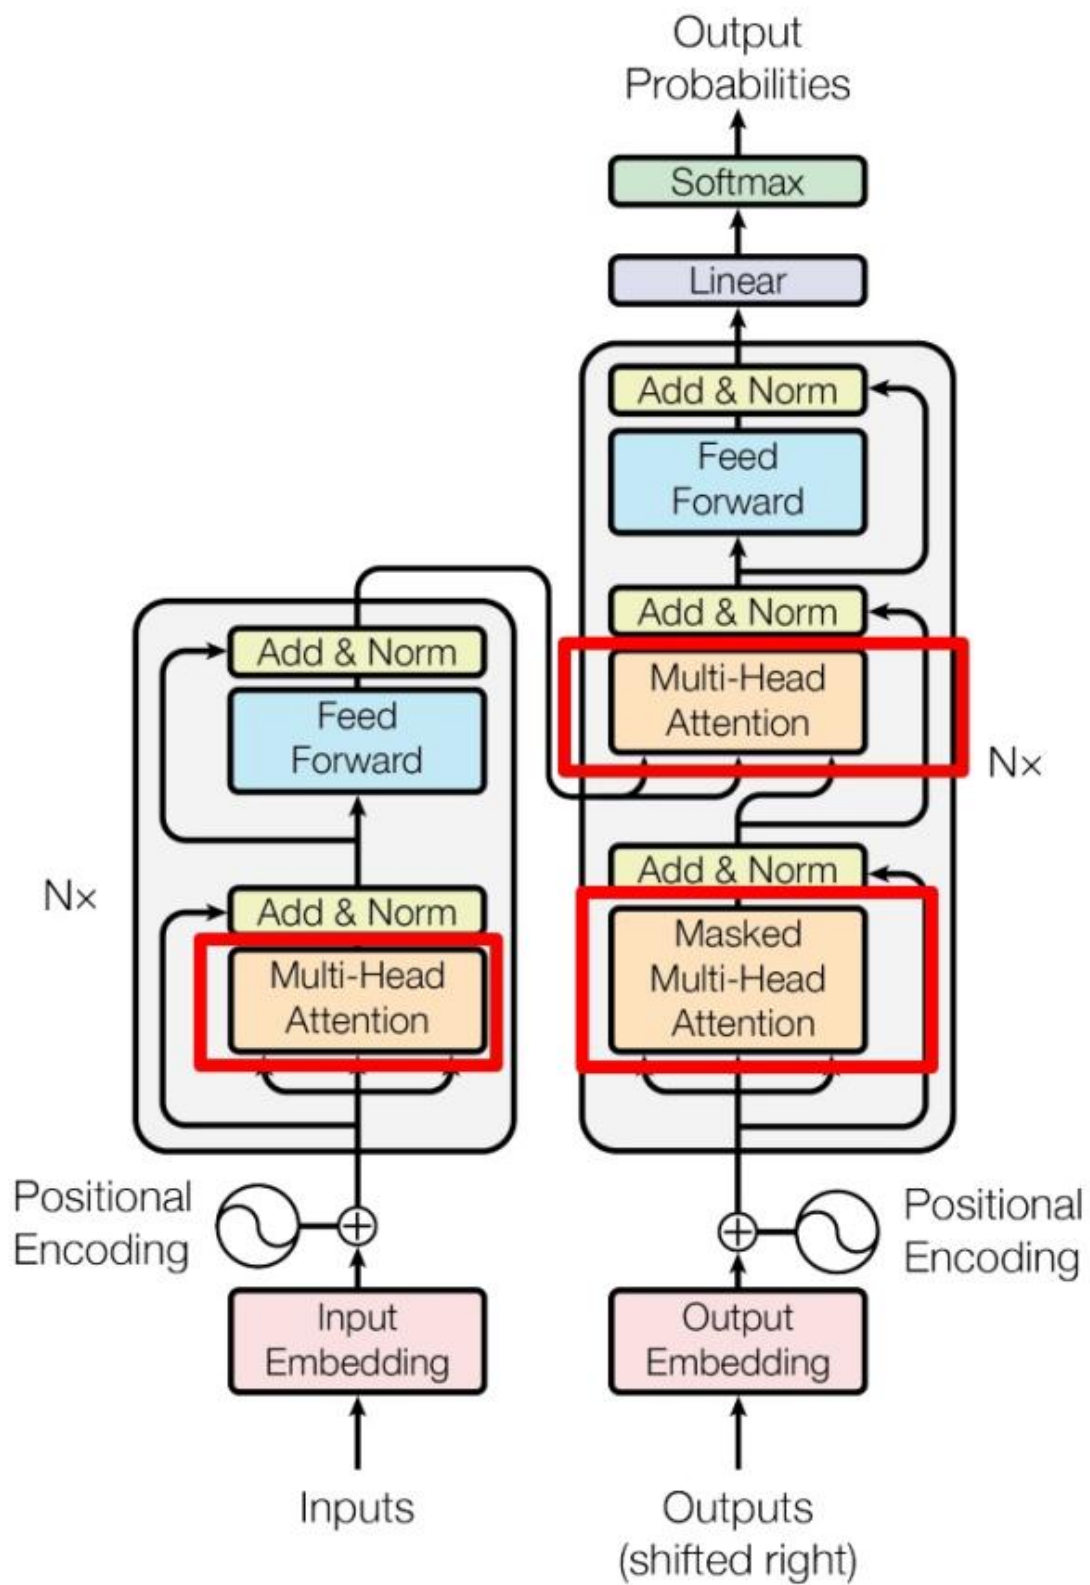 Output
Probabilities
Softmax
Linear
Add & Norm
Feed
Forward
Add & Norm
Multi-Head
Attention
Nx
Add & Norm
Masked
Multi-Head
Attention
Add & Norm
Feed
Forward
Nx
Add & Norm
Multi-Head
Attention
Positional
Encoding
Positional
Encoding
Input
Embedding
Output
Embedding
Inputs
Outputs
(shifted right)